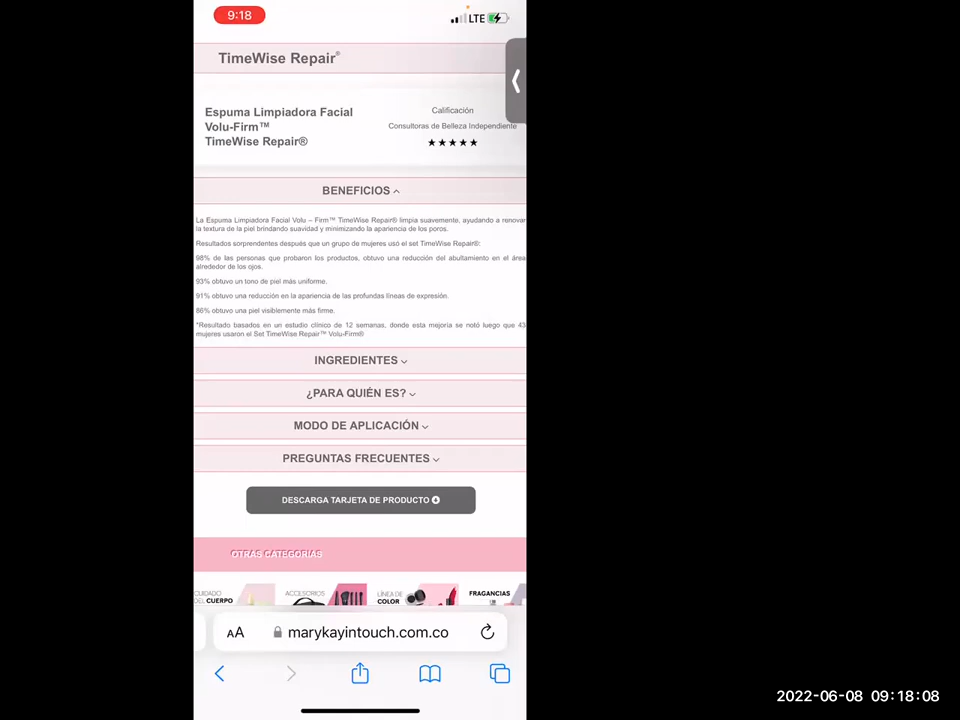 9:18
LTE
TimeWise Repair®
Espuma Limpiadora Facial
Volu-Firm™
TimeWise Repair®
Calificación
Consultoras de Belleza Independiente
★★★★★
BENEFICIOS
La Espuma Limpiadora Facial Volu – Firm™ TimeWise Repair® limpia suavemente, ayudando a renovar
la textura de la piel brindando suavidad y minimizando la apariencia de los poros.
Resultados sorprendentes después que un grupo de mujeres usó el set TimeWise Repair®:
98% de las personas que probaron los productos, obtuvo una reducción del abultamiento en el área
alrededor de los ojos.
93% obtuvo un tono de piel más uniforme.
91% obtuvo una reducción en la apariencia de las profundas líneas de expresión.
86% obtuvo una piel visiblemente más firme.
*Resultado basados en un estudio clínico de 12 semanas, donde esta mejoría se notó luego que 43
mujeres usaron el Set TimeWise Repair™ Volu-Firm®
INGREDIENTES
¿PARA QUIÉN ES?
MODO DE APLICACIÓN
PREGUNTAS FRECUENTES
DESCARGA TARJETA DE PRODUCTO
OTRAS CATEGORIAS
CUIDADO
DEL CUERPO
ACCESORIOS
LÍNEA DE
COLOR
FRAGANCIAS
AA
marykayintouch.com.co
2022-06-08 09:18:08